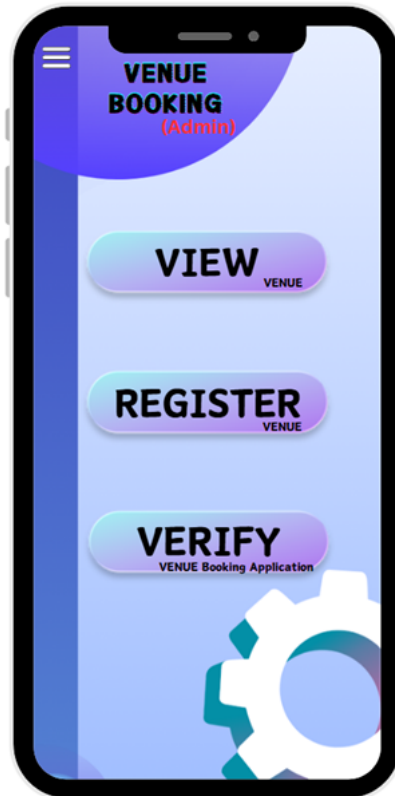 VENUE
BOOKING
(Admin)
VIEW
VENUE
REGISTER
VENUE
VERIFY
VENUE Booking Application